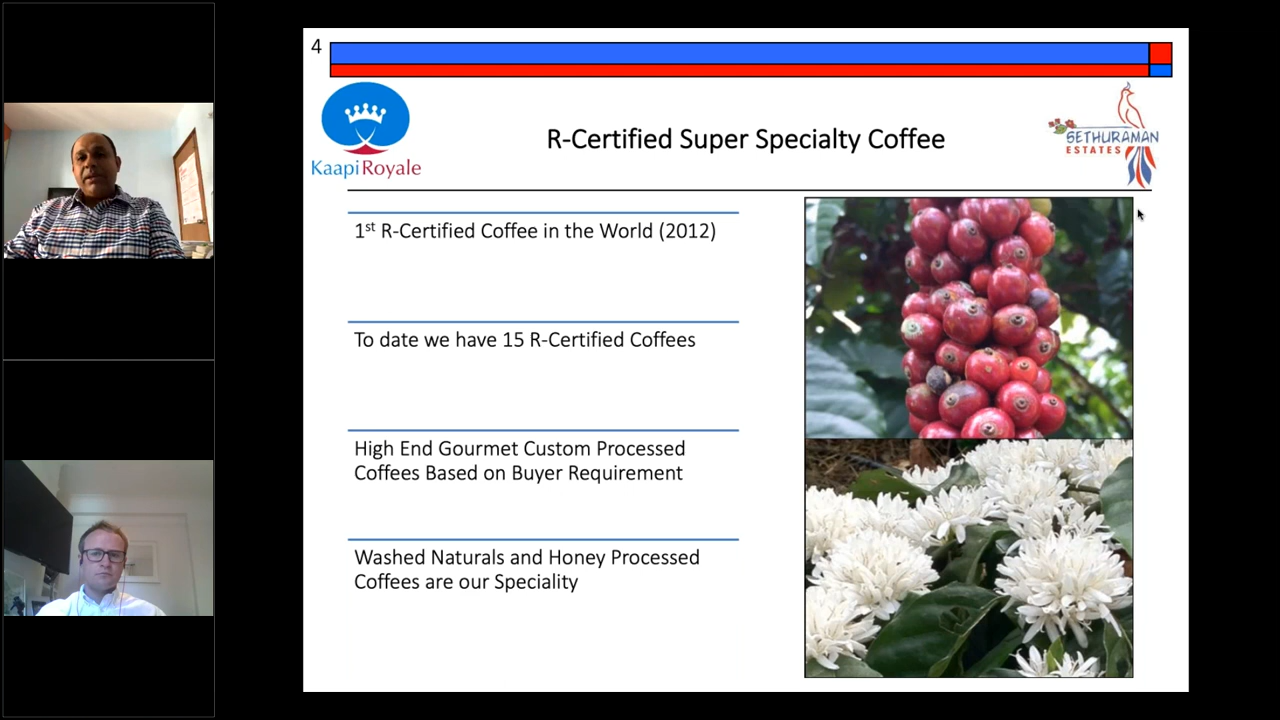 4
KaapiRoyale
R-Certified Super Specialty Coffee
SETHURAMAN
ESTATES
1st R-Certified Coffee in the World (2012)
To date we have 15 R-Certified Coffees
High End Gourmet Custom Processed
Coffees Based on Buyer Requirement
Washed Naturals and Honey Processed
Coffees are our Speciality